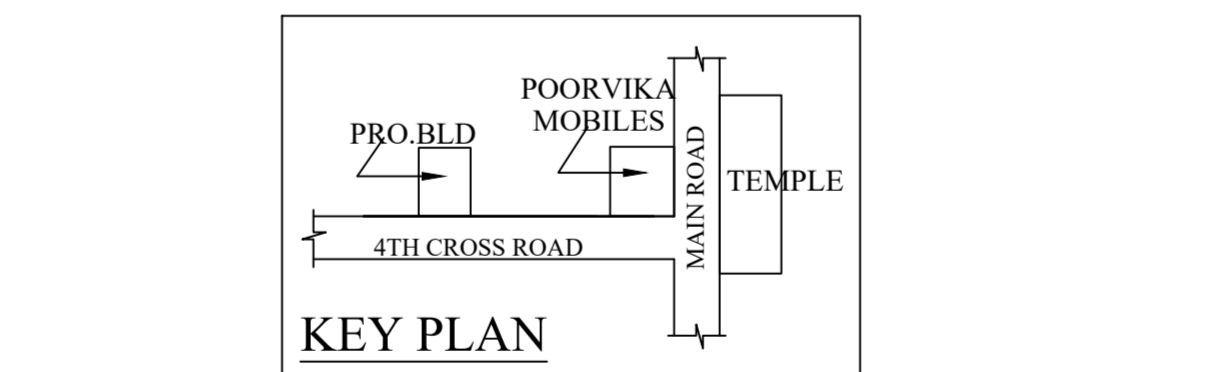 POORVIKA
MOBILES
PRO.BLD
MAIN ROAD
TEMPLE
4TH CROSS ROAD
KEY PLAN